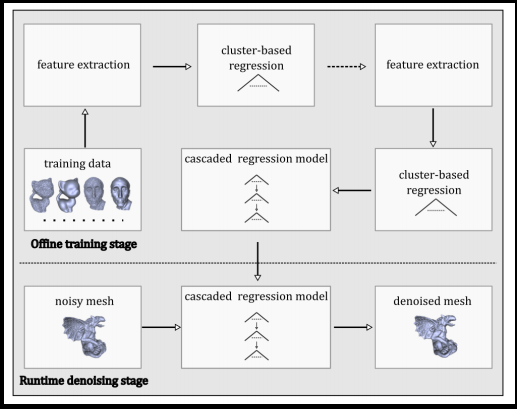 feature extraction
cluster-based
regression
feature extraction
training data
cascaded regression model
cluster-based
regression
Offine training stage
noisy mesh
cascaded regression model
denoised mesh
Runtime denoising stage